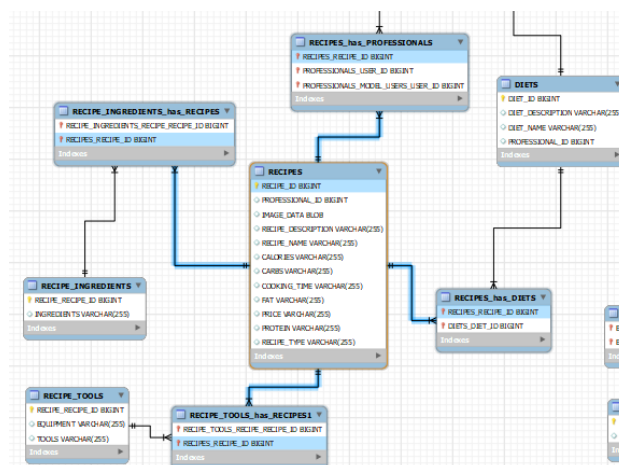 RECIPES_has_PROFESSIONALS
RECIPES_RECIPE_ID BIGINT
PROFESSIONALS_USER_ID BIGINT
PROFESSIONALS_MODEL_USERS_USER_ID BIGINT
Indexes
DIETS
DIET_ID BIGINT
DIET_DESCRIPTION VARCHAR(255)
DIET_NAME VARCHAR(255)
PROFESSIONAL_ID BIGINT
Indexes
RECIPE_INGREDIENTS_has_RECIPES
RECIPE_INGREDIENTS_RECIPE_RECIPE_ID BIGINT
RECIPES_RECIPE_ID BIGINT
Indexes
RECIPES
RECIPE_ID BIGINT
PROFESSIONAL_ID BIGINT
IMAGE_DATA BLOB
RECIPE_DESCRIPTION VARCHAR(255)
RECIPE_NAME VARCHAR(255)
CALORIES VARCHAR(255)
CARBS VARCHAR(255)
COOKING_TIME VARCHAR(255)
FAT VARCHAR(255)
PRICE VARCHAR(255)
PROTEIN VARCHAR(255)
RECIPE_TYPE VARCHAR(255)
Indexes
RECIPE_INGREDIENTS
RECIPE_RECIPE_ID BIGINT
INGREDIENTS VARCHAR(255)
Indexes
RECIPES_has_DIETS
RECIPES_RECIPE_ID BIGINT
DIETS_DIET_ID BIGINT
Indexes
RECIPE_TOOLS
RECIPE_RECIPE_ID BIGINT
EQUIPMENT VARCHAR(255)
TOOLS VARCHAR(255)
Indexes
RECIPE_TOOLS_has_RECIPES1
RECIPE_TOOLS_RECIPE_RECIPE_ID BIGINT
RECIPES_RECIPE_ID BIGINT
Indexes